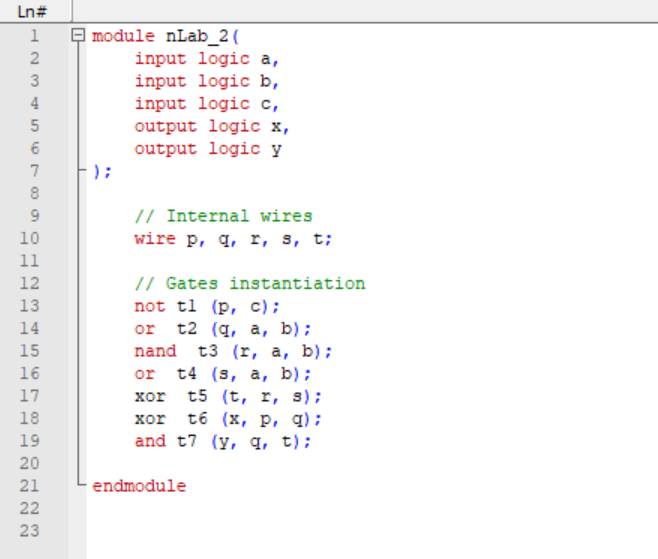 Ln#
1 module nLab_2(
2 input logic a,
3 input logic b,
4 input logic c,
5 output logic x,
6 output logic y
7 );
8
9 // Internal wires
10 wire p, q, r, s, t;
11
12 // Gates instantiation
13 not t1 (p, c);
14 or t2 (q, a, b);
15 nand t3 (r, a, b);
16 or t4 (s, a, b);
17 xor t5 (t, r, s);
18 xor t6 (x, p, q);
19 and t7 (y, q, t);
20
21 endmodule
22
23